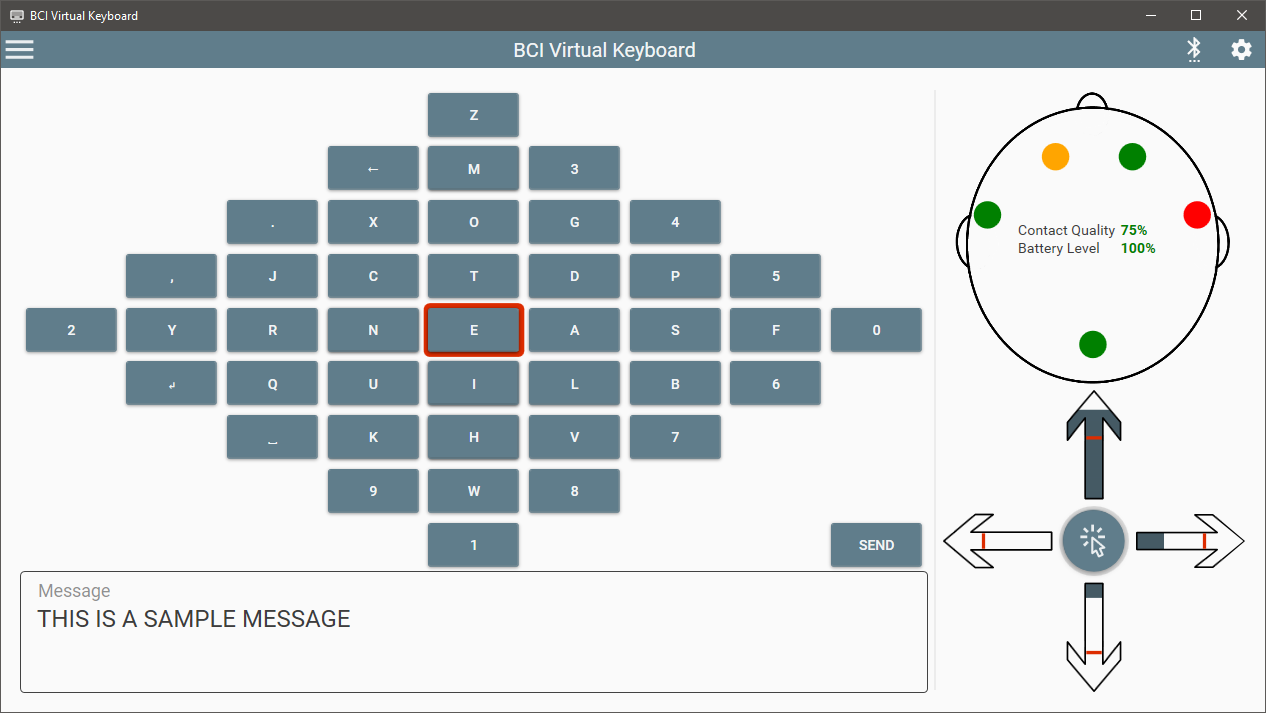 BCI Virtual Keyboard
BCI Virtual Keyboard
Z
← M 3
. X O G 4
, J C T D P 5
2 Y R N E A S F 0
↲ Q U I L B 6
⎵ K H V 7
9 W 8
1 SEND
Message
THIS IS A SAMPLE MESSAGE
Contact Quality 75%
Battery Level 100%